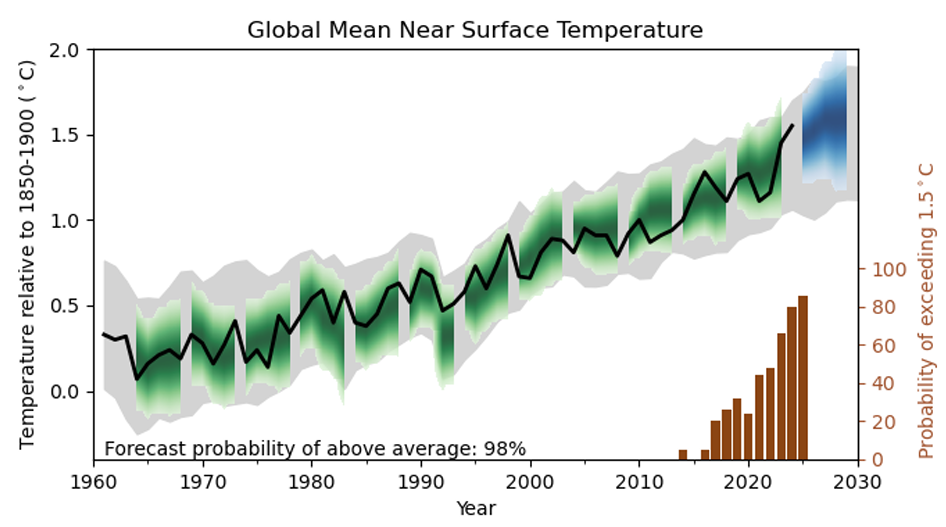 Global Mean Near Surface Temperature
Temperature relative to 1850-1900 (°C)
2.0
1.5
1.0
0.5
0.0
Forecast probability of above average: 98%
1960 1970 1980 1990 2000 2010 2020 2030
Year
100
80
60
40
20
0
Probability of exceeding 1.5°C